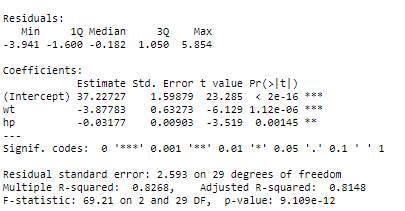 Residuals:
   Min     1Q Median     3Q    Max
-3.941 -1.600 -0.182  1.050  5.854

Coefficients:
            Estimate Std. Error t value Pr(>|t|)
(Intercept) 37.22727    1.59879  23.285  < 2e-16 ***
wt          -3.87783    0.63273  -6.129 1.12e-06 ***
hp          -0.03177    0.00903  -3.519  0.00145 **
---
Signif. codes:  0 '***' 0.001 '**' 0.01 '*' 0.05 '.' 0.1 ' ' 1

Residual standard error: 2.593 on 29 degrees of freedom
Multiple R-squared:  0.8268,    Adjusted R-squared:  0.8148
F-statistic: 69.21 on 2 and 29 DF,  p-value: 9.109e-12